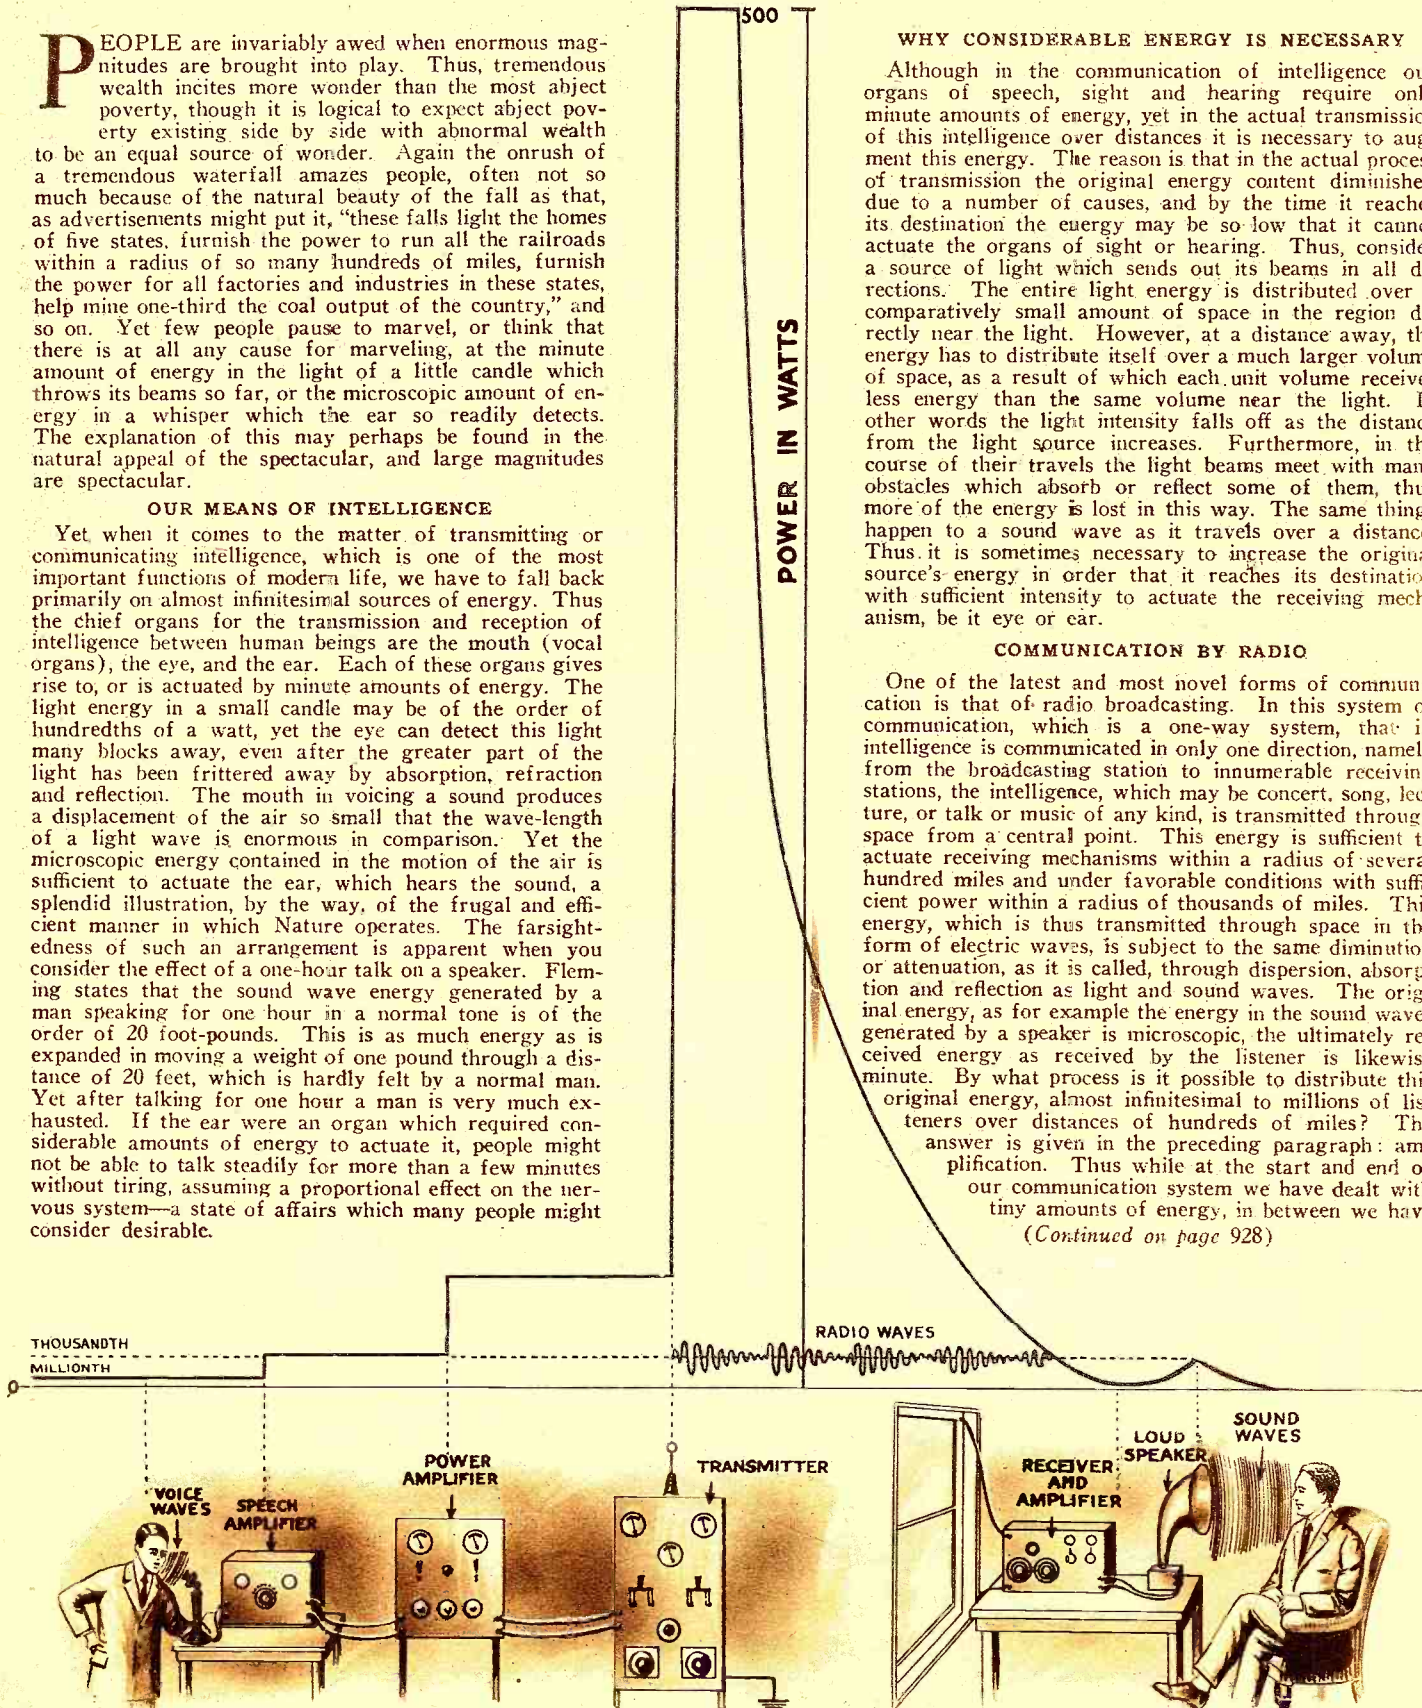 PEOPLE are invariably awed when enormous mag-
nitudes are brought into play. Thus, tremendous
wealth incites more wonder than the most abject
poverty, though it is logical to expect abject pov-
erty existing side by side with abnormal wealth
to be an equal source of wonder. Again the onrush of
a tremendous waterfall amazes people, often not so
much because of the natural beauty of the fall as that,
as advertisements might put it, “these falls light the homes
of five states, furnish the power to run all the railroads
within a radius of so many hundreds of miles, furnish
the power for all factories and industries in these states,
help mine one-third the coal output of the country,” and
so on. Yet few people pause to marvel, or think that
there is at all any cause for marveling, at the minute
amount of energy in the light of a little candle which
throws its beams so far, or the microscopic amount of en-
ergy in a whisper which the ear so readily detects.
The explanation of this may perhaps be found in the
natural appeal of the spectacular, and large magnitudes
are spectacular.
OUR MEANS OF INTELLIGENCE
Yet, when it comes to the matter of transmitting or
communicating intelligence, which is one of the most
important functions of modern life, we have to fall back
primarily on almost infinitesimal sources of energy. Thus
the chief organs for the transmission and reception of
intelligence between human beings are the mouth (vocal
organs), the eye, and the ear. Each of these organs gives
rise to, or is actuated by minute amounts of energy. The
light energy in a small candle may be of the order of
hundredths of a watt, yet the eye can detect this light
many blocks away, even after the greater part of the
light has been frittered away by absorption, refraction
and reflection. The mouth in voicing a sound produces
a displacement of the air so small that the wave-length
of a light wave is enormous in comparison. Yet the
microscopic energy contained in the motion of the air is
sufficient to actuate the ear, which hears the sound, a
splendid illustration, by the way, of the frugal and effi-
cient manner in which Nature operates. The farsight-
edness of such an arrangement is apparent when you
consider the effect of a one-hour talk on a speaker. Flem-
ing states that the sound wave energy generated by a
man speaking for one hour in a normal tone is of the
order of 20 foot-pounds. This is as much energy as is
expanded in moving a weight of one pound through a dis-
tance of 20 feet, which is hardly felt by a normal man.
Yet after talking for one hour a man is very much ex-
hausted. If the ear were an organ which required con-
siderable amounts of energy to actuate it, people might
not be able to talk steadily for more than a few minutes
without tiring, assuming a proportional effect on the ner-
vous system—a state of affairs which many people might
consider desirable.
500
POWER IN WATTS
WHY CONSIDERABLE ENERGY IS NECESSARY
Although in the communication of intelligence ou
organs of speech, sight and hearing require onl
minute amounts of energy, yet in the actual transmissio
of this intelligence over distances it is necessary to aug
ment this energy. The reason is that in the actual proces
of transmission the original energy content diminishe
due to a number of causes, and by the time it reache
its destination the energy may be so low that it canno
actuate the organs of sight or hearing. Thus, conside
a source of light which sends out its beams in all d
rections. The entire light energy is distributed over
comparatively small amount of space in the region d
rectly near the light. However, at a distance away, th
energy has to distribute itself over a much larger volum
of space, as a result of which each unit volume receive
less energy than the same volume near the light. I
other words the light intensity falls off as the distanc
from the light source increases. Furthermore, in th
course of their travels the light beams meet with man
obstacles which absorb or reflect some of them, thu
more of the energy is lost in this way. The same thing
happen to a sound wave as it travels over a distanc
Thus it is sometimes necessary to increase the origina
source's energy in order that it reaches its destinatio
with sufficient intensity to actuate the receiving mech
anism, be it eye or ear.
COMMUNICATION BY RADIO
One of the latest and most novel forms of commun
cation is that of radio broadcasting. In this system o
communication, which is a one-way system, that i
intelligence is communicated in only one direction, namel
from the broadcasting station to innumerable receivin
stations, the intelligence, which may be concert, song, lec
ture, or talk or music of any kind, is transmitted throug
space from a central point. This energy is sufficient t
actuate receiving mechanisms within a radius of severa
hundred miles and under favorable conditions with suffi
cient power within a radius of thousands of miles. Thi
energy, which is thus transmitted through space in th
form of electric waves, is subject to the same diminutio
or attenuation, as it is called, through dispersion, absorp
tion and reflection as light and sound waves. The orig
inal energy, as for example the energy in the sound wave
generated by a speaker is microscopic, the ultimately re
ceived energy as received by the listener is likewis
minute. By what process is it possible to distribute thi
original energy, almost infinitesimal to millions of lis
teners over distances of hundreds of miles? Th
answer is given in the preceding paragraph: am
plification. Thus while at the start and end o
our communication system we have dealt wit
tiny amounts of energy, in between we hav
(Continued on page 928)
THOUSANDTH
MILLIONTH
0
RADIO WAVES
VOICE
WAVES
SPEECH
AMPLIFIER
POWER
AMPLIFIER
TRANSMITTER
RECEIVER
AND
AMPLIFIER
LOUD
SPEAKER
SOUND
WAVES